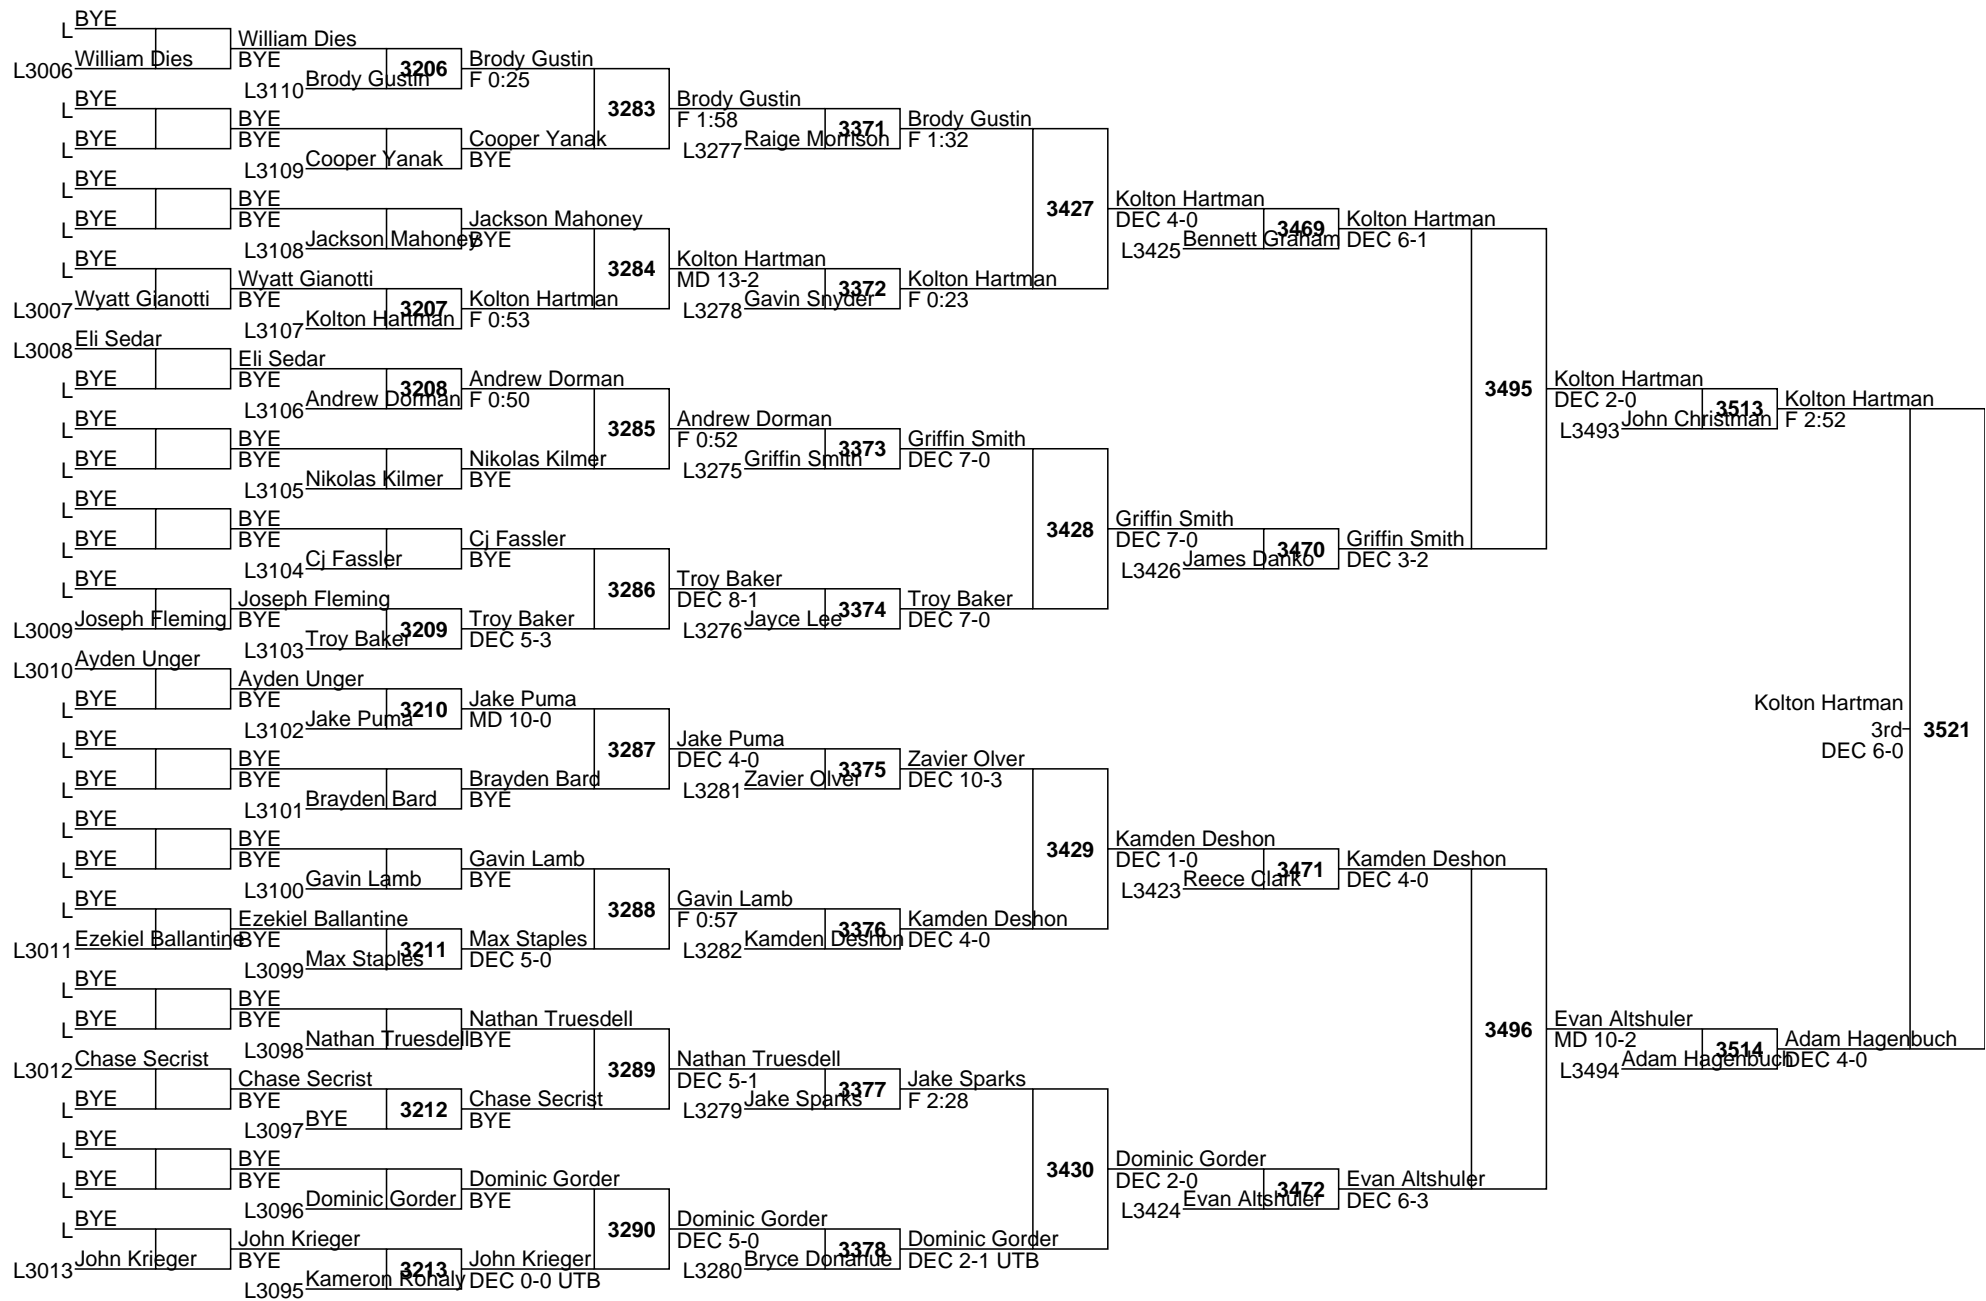 BYE
L
William Dies
L3006
William Dies
BYE
3206
Brody Gustin
L3110
Brody Gustin
F 0:25
BYE
L
BYE
L
BYE
BYE
Cooper Yanak
L3109
Cooper Yanak
BYE
3283
Brody Gustin
F 1:58
3371
Raige Morrison
L3277
Brody Gustin
F 1:32
BYE
L
BYE
L
BYE
BYE
Jackson Mahoney
L3108
Jackson Mahoney
BYE
BYE
L
Wyatt Gianotti
L3007
Wyatt Gianotti
BYE
3207
Kolton Hartman
L3107
Kolton Hartman
F 0:53
3284
Kolton Hartman
MD 13-2
3372
Gavin Snyder
L3278
Kolton Hartman
F 0:23
3427
Kolton Hartman
DEC 4-0
3469
Bennett Graham
L3425
Kolton Hartman
DEC 6-1
Eli Sedar
L3008
BYE
L
Eli Sedar
BYE
3208
Andrew Dorman
L3106
Andrew Dorman
F 0:50
BYE
L
BYE
L
BYE
BYE
Nikolas Kilmer
L3105
Nikolas Kilmer
BYE
3285
Andrew Dorman
F 0:52
3373
Griffin Smith
L3275
Griffin Smith
DEC 7-0
BYE
L
BYE
L
BYE
BYE
Cj Fassler
L3104
Cj Fassler
BYE
BYE
L
Joseph Fleming
L3009
Joseph Fleming
BYE
3209
Troy Baker
L3103
Troy Baker
DEC 5-3
3286
Troy Baker
DEC 8-1
3374
Jayce Lee
L3276
Troy Baker
DEC 7-0
3428
Griffin Smith
DEC 7-0
3470
James Danko
L3426
Griffin Smith
DEC 3-2
3495
Kolton Hartman
DEC 2-0
3513
John Christman
L3493
Kolton Hartman
F 2:52
Ayden Unger
L3010
BYE
L
Ayden Unger
BYE
3210
Jake Puma
L3102
Jake Puma
MD 10-0
BYE
L
BYE
L
BYE
BYE
Brayden Bard
L3101
Brayden Bard
BYE
3287
Jake Puma
DEC 4-0
3375
Zavier Olver
L3281
Zavier Olver
DEC 10-3
BYE
L
BYE
L
BYE
BYE
Gavin Lamb
L3100
Gavin Lamb
BYE
BYE
L
Ezekiel Ballantine
L3011
Ezekiel Ballantine
BYE
3211
Max Staples
L3099
Max Staples
DEC 5-0
3288
Gavin Lamb
F 0:57
3376
Kamden Deshon
L3282
Kamden Deshon
DEC 4-0
3429
Kamden Deshon
DEC 1-0
3471
Reece Clark
L3423
Kamden Deshon
DEC 4-0
BYE
L
BYE
L
BYE
BYE
Nathan Truesdell
L3098
Nathan Truesdell
BYE
Chase Secrist
L3012
BYE
L
Chase Secrist
BYE
3212
BYE
L3097
Chase Secrist
BYE
3289
Nathan Truesdell
DEC 5-1
3377
Jake Sparks
L3279
Jake Sparks
F 2:28
BYE
L
BYE
L
BYE
BYE
Dominic Gorder
L3096
Dominic Gorder
BYE
BYE
L
John Krieger
L3013
John Krieger
BYE
3213
Kameron Rohaly
L3095
John Krieger
DEC 0-0 UTB
3290
Dominic Gorder
DEC 5-0
3378
Bryce Donahue
L3280
Dominic Gorder
DEC 2-1 UTB
3430
Dominic Gorder
DEC 2-0
3472
Evan Altshuler
L3424
Evan Altshuler
DEC 6-3
3496
Evan Altshuler
MD 10-2
3514
Adam Hagenbuch
L3494
Adam Hagenbuch
DEC 4-0
Kolton Hartman
3rd
DEC 6-0
3521